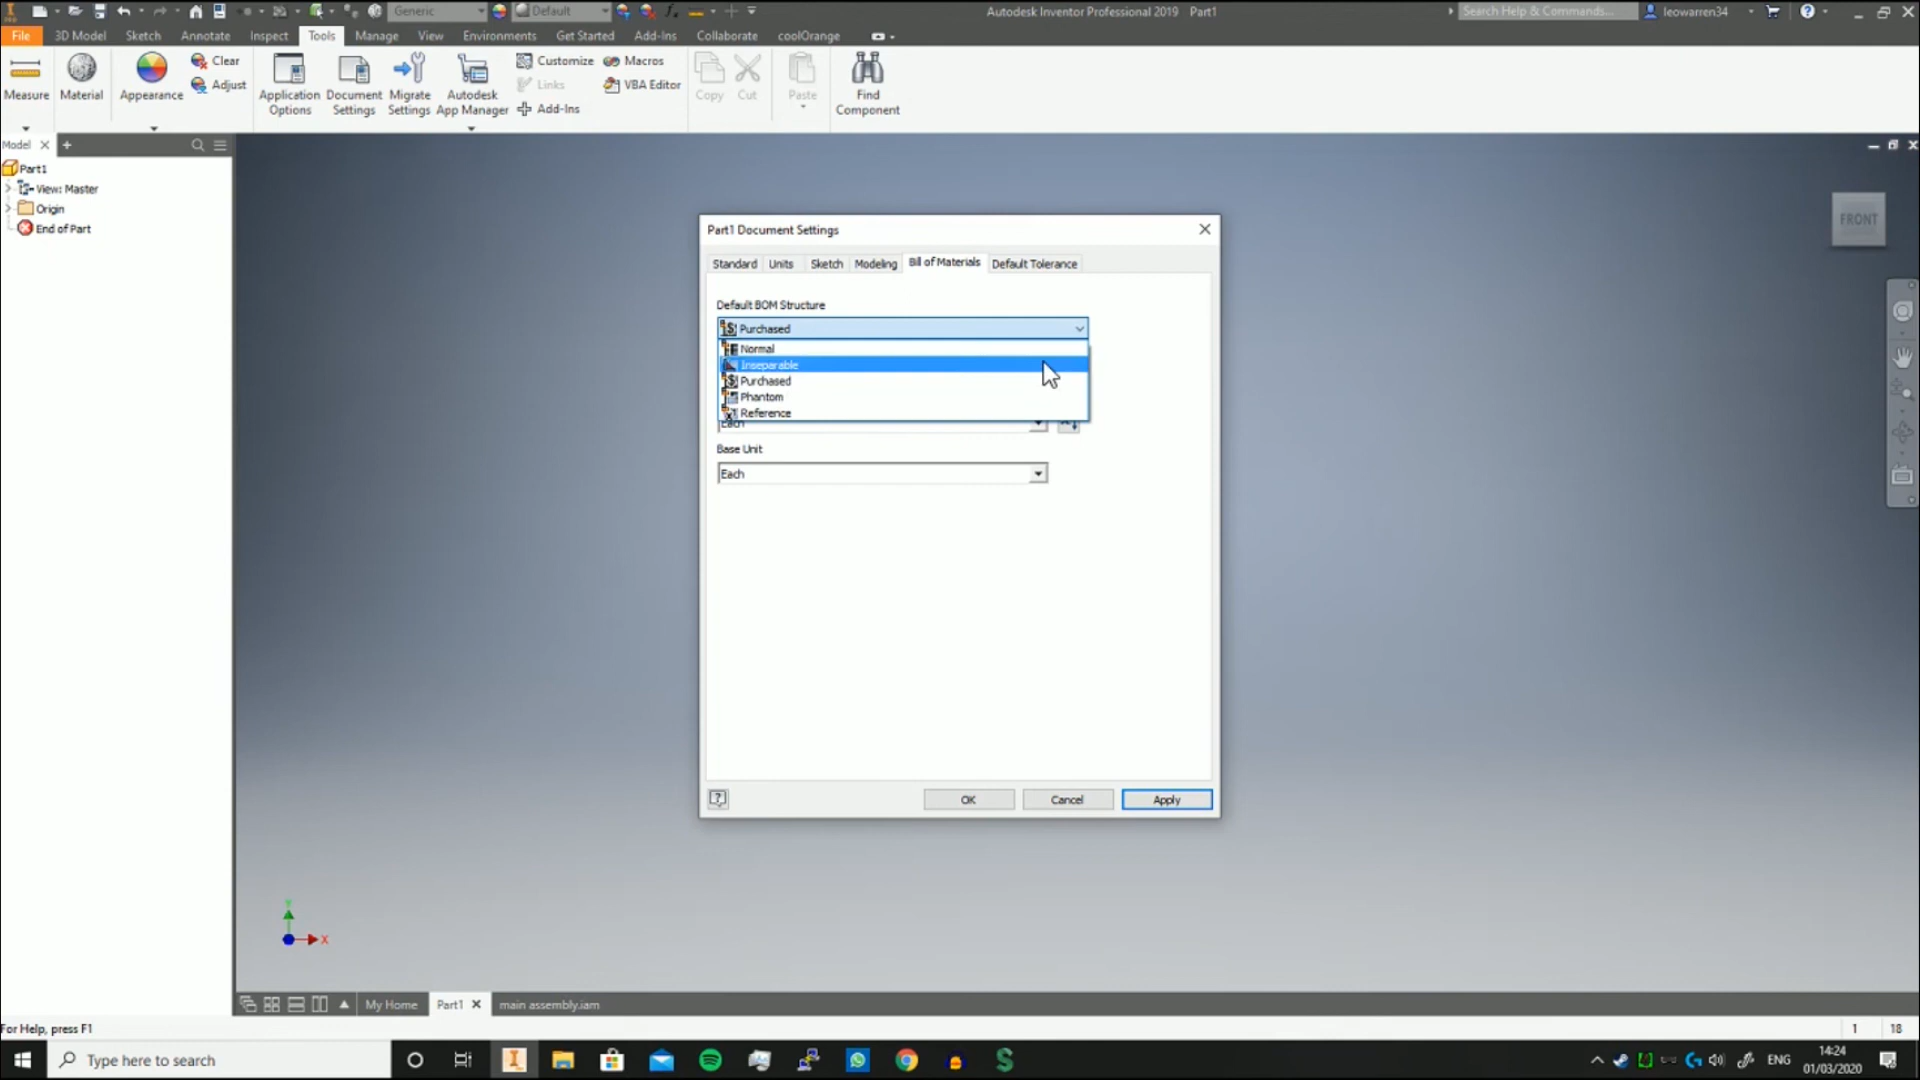 Generic
Default
Autodesk Inventor Professional 2019 Part1
Search Help & Commands...
leowarren34
File
3D Model
Sketch
Annotate
Inspect
Tools
Manage
View
Environments
Get Started
Add-Ins
Collaborate
coolOrange
Measure
Material
Appearance
Clear
Adjust
Application
Options
Document
Settings
Migrate
Settings
Autodesk
App Manager
Customize
Links
Add-Ins
Macros
VBA Editor
Copy
Cut
Paste
Find
Component
Model
Part1
View: Master
Origin
End of Part
FRONT
Part1 Document Settings
Standard
Units
Sketch
Modeling
Bill of Materials
Default Tolerance
Default BOM Structure
Purchased
Normal
Inseparable
Purchased
Phantom
Reference
Each
Base Unit
Each
OK
Cancel
Apply
Y
X
My Home
Part1
main assembly.iam
For Help, press F1
1
18
Type here to search
ENG
14:24
01/03/2020